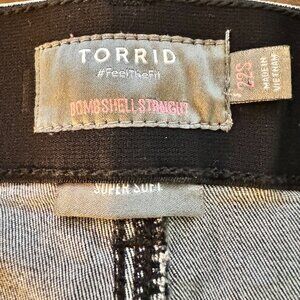 TORRID
#FeelTheFit
BOMBSHELL STRAIGHT
22S
MADE IN
VIETNAM
SUPER SOFT